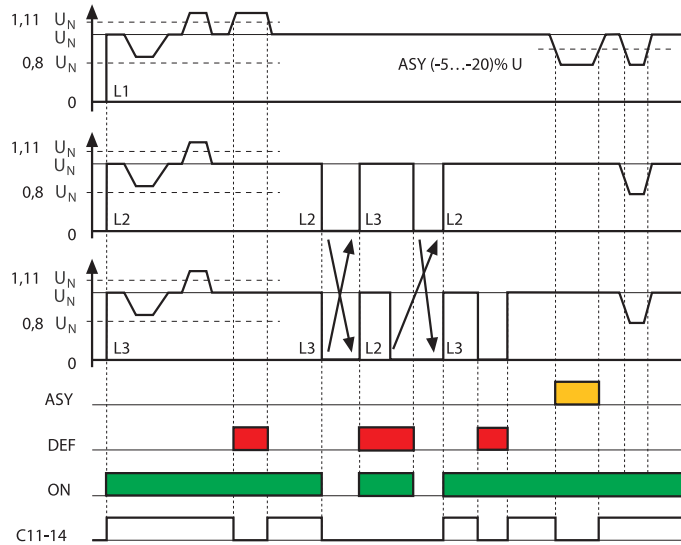 1,11 U_N
U_N
0,8 U_N
ASY (-5...-20)% U
0
L1
1,11 U_N
U_N
0,8 U_N
L2 L2 L3 L2
0
1,11 U_N
U_N
0,8 U_N
L3 L3 L2 L3
0
ASY
DEF
ON
C11-14